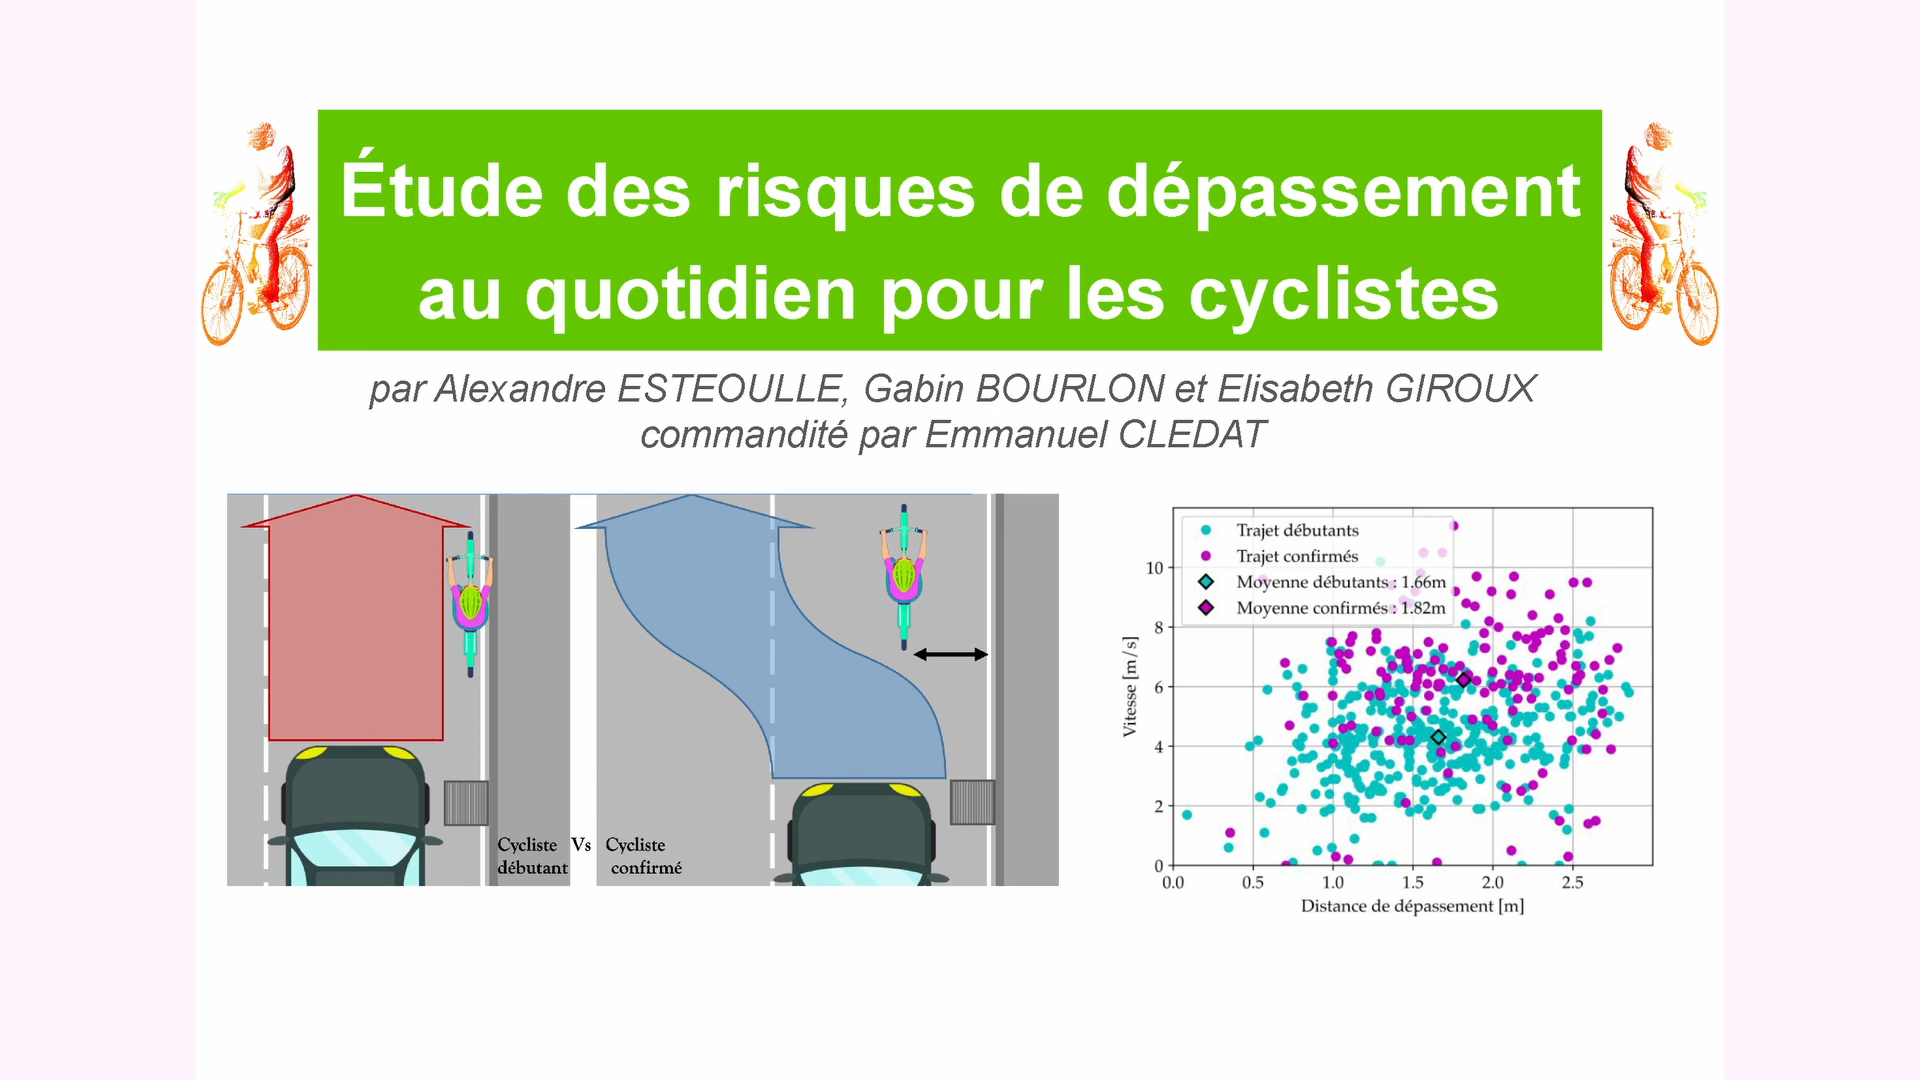 Étude des risques de dépassement
au quotidien pour les cyclistes
par Alexandre ESTEOULLE, Gabin BOURLON et Elisabeth GIROUX
commandité par Emmanuel CLEDAT
Cycliste Vs Cycliste
débutant confirmé
Trajet débutants
Trajet confirmés
Moyenne débutants : 1.66m
Moyenne confirmés : 1.82m
10
8
6
4
2
0
Vitesse [m/s]
0.0 0.5 1.0 1.5 2.0 2.5
Distance de dépassement [m]